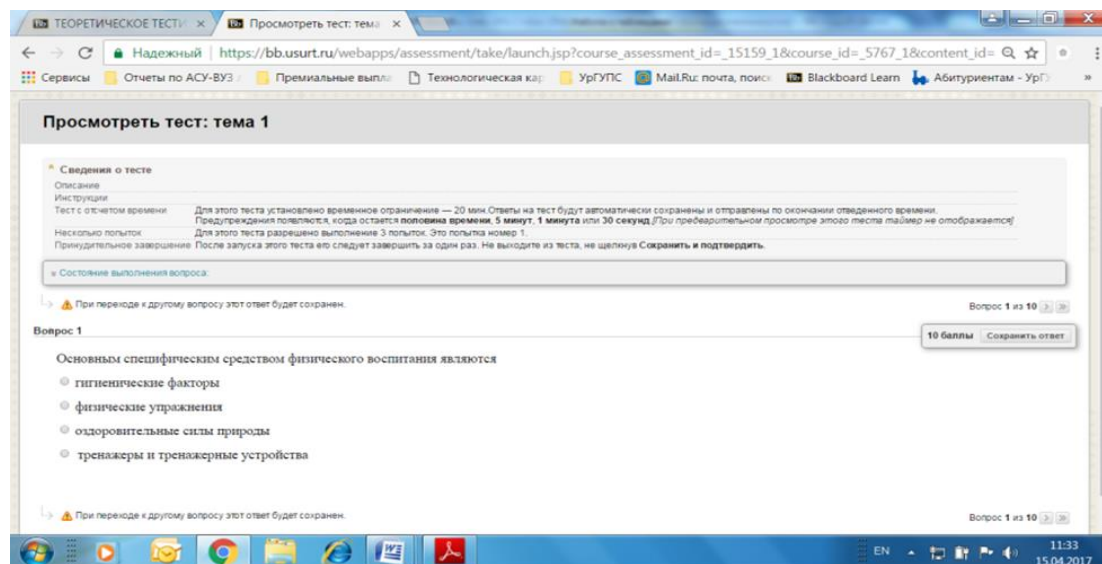 ТЕОРЕТИЧЕСКОЕ ТЕСТИ
Просмотреть тест: тема
Надежный https://bb.usurt.ru/webapps/assessment/take/launch.jsp?course_assessment_id=_15159_1&course_id=_5767_1&content_id=
Сервисы Отчеты по АСУ-ВУЗ Премиальные выпла Технологическая кар УрГУПС Mail.Ru: почта, поиск Bb Blackboard Learn Абитуриентам - УрГ »
Просмотреть тест: тема 1
Сведения о тесте
Описание
Инструкции
Тест с отсчетом времени Для этого теста установлено временное ограничение — 20 мин.Ответы на тест будут автоматически сохранены и отправлены по окончании отведенного времени.
Предупреждения появляются, когда остается половина времени, 5 минут, 1 минута или 30 секунд.[При предварительном просмотре этого теста таймер не отображается]
Несколько попыток Для этого теста разрешено выполнение 3 попыток. Это попытка номер 1.
Принудительное завершение После запуска этого теста его следует завершить за один раз. Не выходите из теста, не щелкнув Сохранить и подтвердить.
Состояние выполнения вопроса:
При переходе к другому вопросу этот ответ будет сохранен.
Вопрос 1 из 10 > >>
Вопрос 1
10 баллы Сохранить ответ
Основным специфическим средством физического воспитания являются
гигиенические факторы
физические упражнения
оздоровительные силы природы
тренажеры и тренажерные устройства
При переходе к другому вопросу этот ответ будет сохранен.
Вопрос 1 из 10 > >>
EN
11:33
15.04.2017